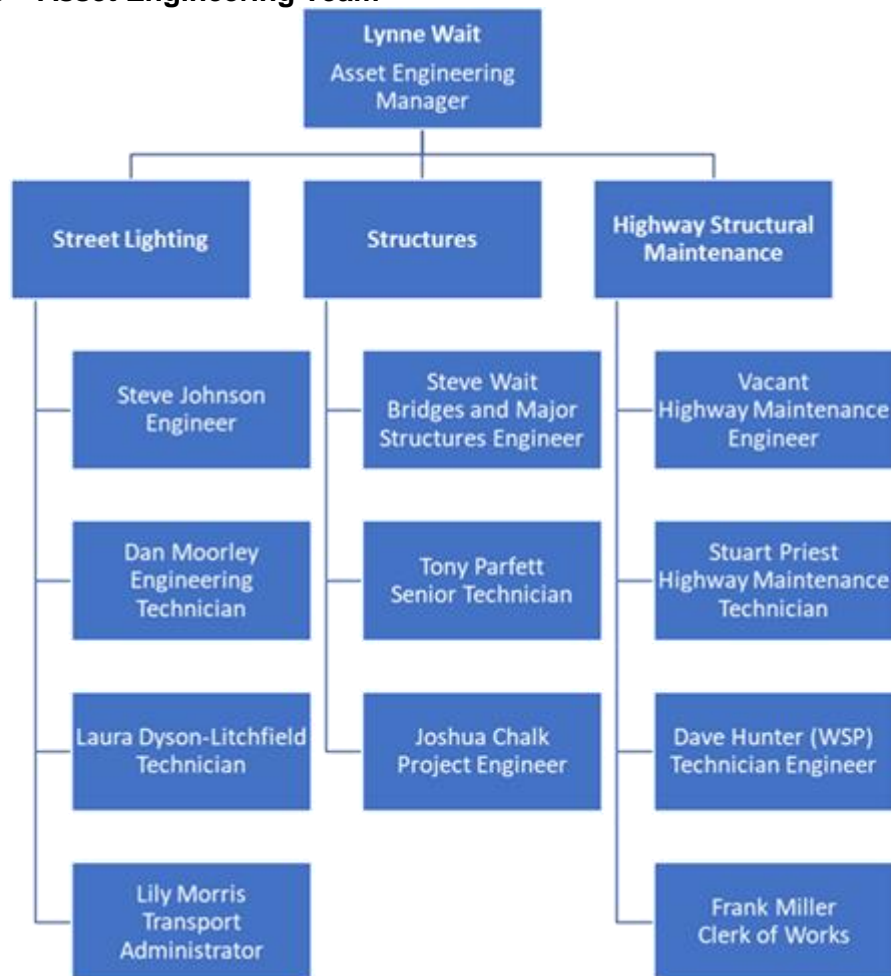 Asset Engineering Team
Lynne Wait
Asset Engineering
Manager
Street Lighting
Structures
Highway Structural
Maintenance
Steve Johnson
Engineer
Steve Wait
Bridges and Major
Structures Engineer
Vacant
Highway Maintenance
Engineer
Dan Moorley
Engineering
Technician
Tony Parfett
Senior Technician
Stuart Priest
Highway Maintenance
Technician
Laura Dyson-Litchfield
Technician
Joshua Chalk
Project Engineer
Dave Hunter (WSP)
Technician Engineer
Lily Morris
Transport
Administrator
Frank Miller
Clerk of Works